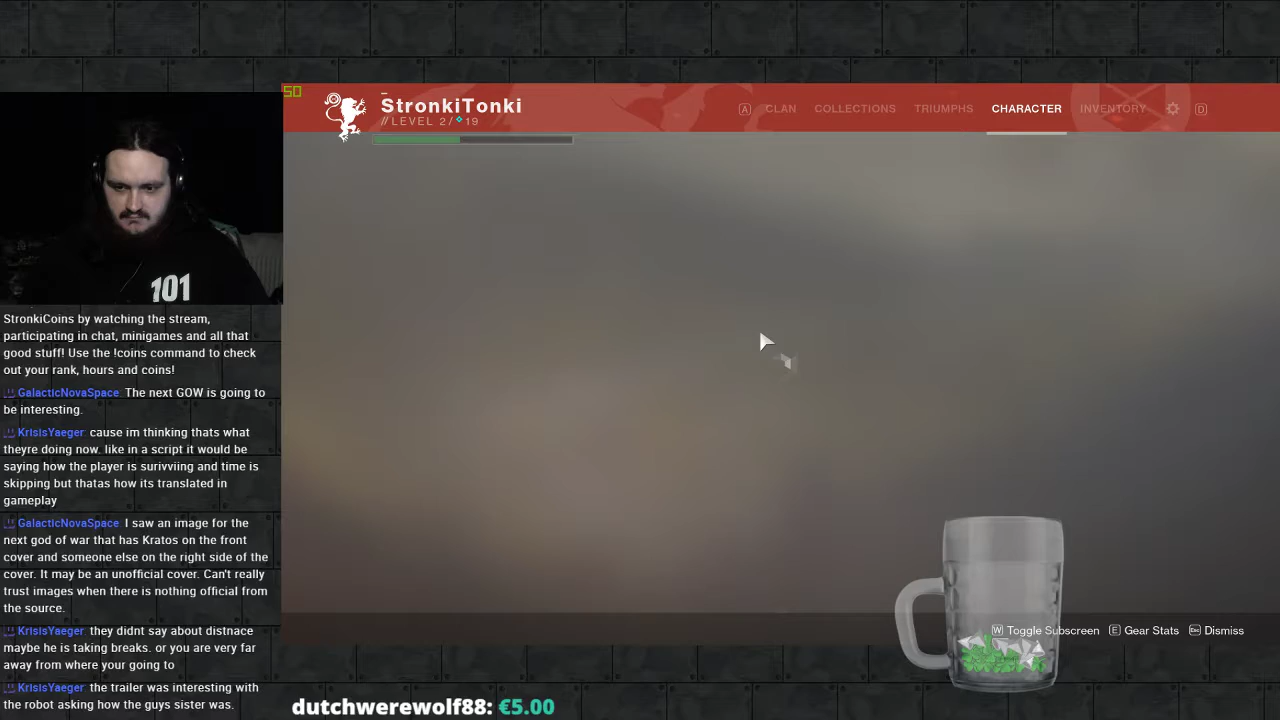 50
StronkiTonki
//LEVEL 2/ 19
A CLAN COLLECTIONS TRIUMPHS CHARACTER INVENTORY D
101
StronkiCoins by watching the stream,
participating in chat, minigames and all that
good stuff! Use the !coins command to check
out your rank, hours and coins!
GalacticNovaSpace: The next GOW is going to
be interesting.
KrisisYaeger: cause im thinking thats what
theyre doing now. like in a script it would be
saying how the player is surivviing and time is
skipping but thatas how its translated in
gameplay
GalacticNovaSpace: I saw an image for the
next god of war that has Kratos on the front
cover and someone else on the right side of the
cover. It may be an unofficial cover. Can't really
trust images when there is nothing official from
the source.
KrisisYaeger: they didnt say about distnace
maybe he is taking breaks. or you are very far
away from where your going to
KrisisYaeger: the trailer was interesting with
the robot asking how the guys sister was.
W Toggle Subscreen E Gear Stats Esc Dismiss
dutchwerewolf88: €5.00